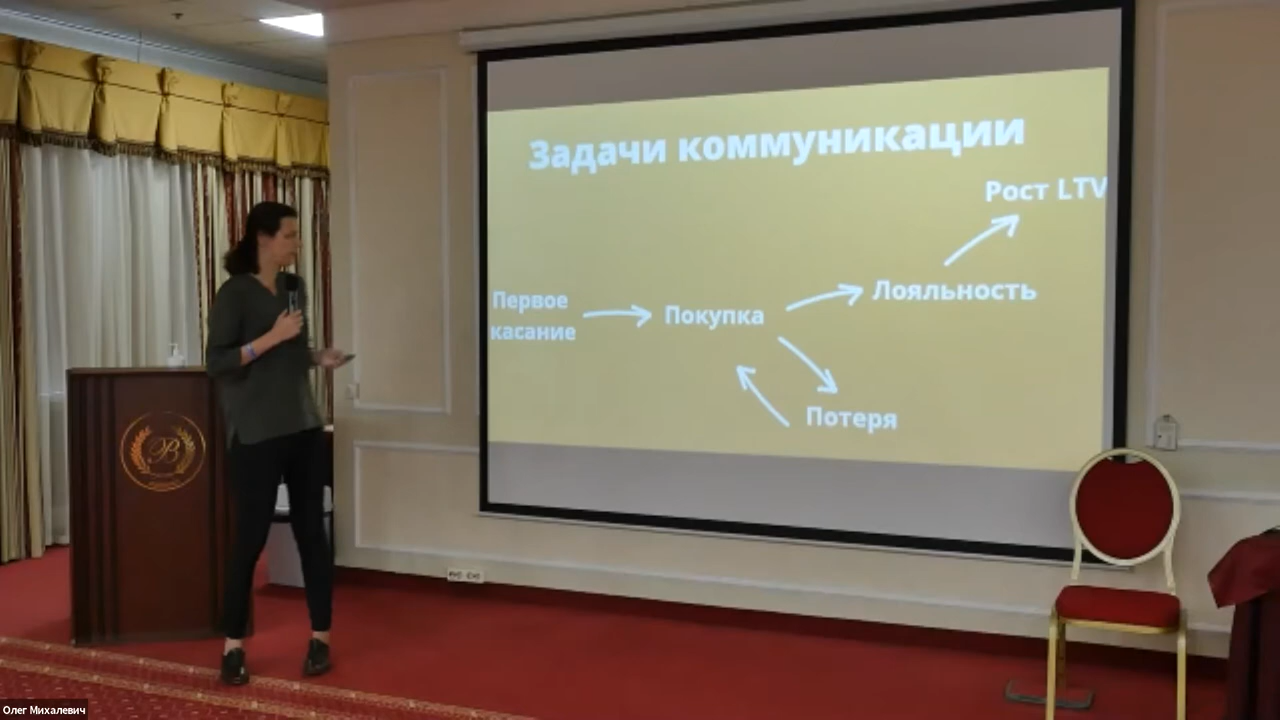 Задачи коммуникации
Рост LTV
Лояльность
Первое
касание
Покупка
Потеря
В
Олег Михалевич